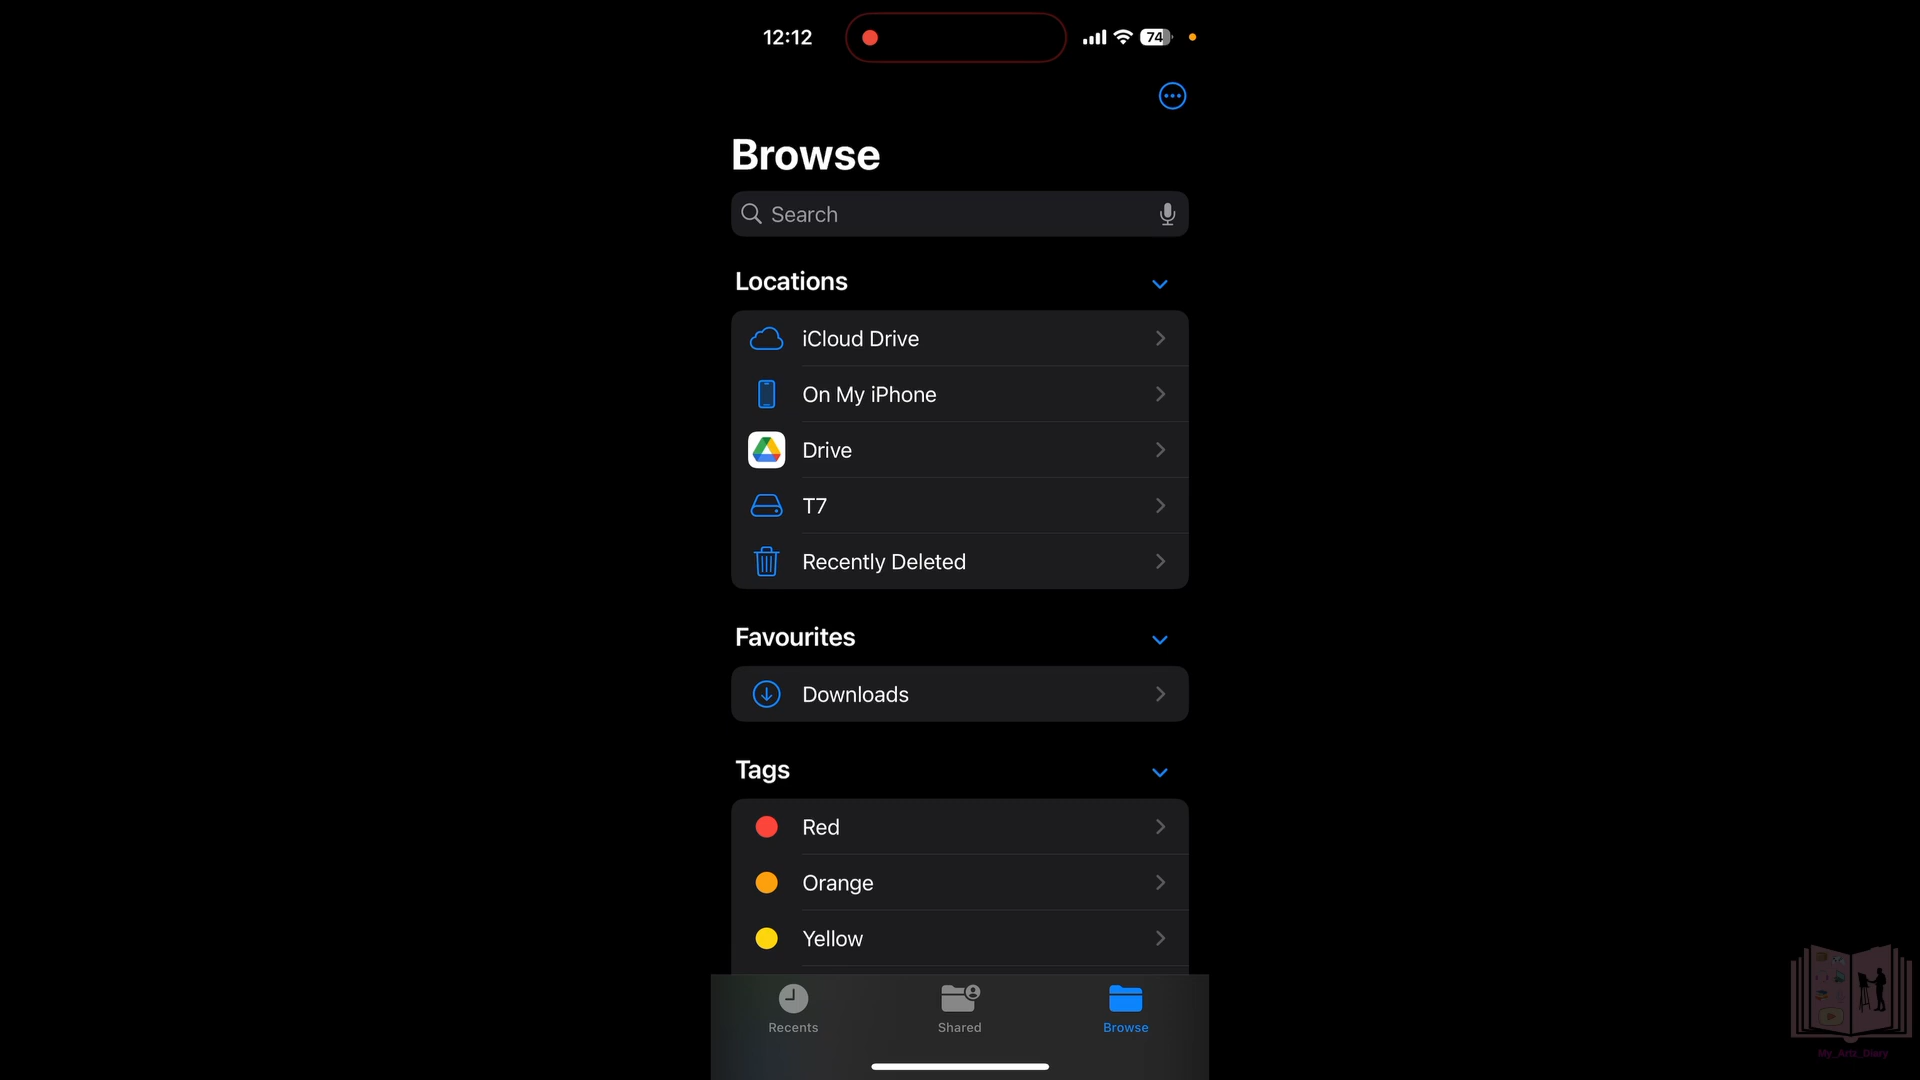 12:12
74
Browse
Search
Locations
iCloud Drive
On My iPhone
Drive
T7
Recently Deleted
Favourites
Downloads
Tags
Red
Orange
Yellow
Recents
Shared
Browse
My_Artz_Diary